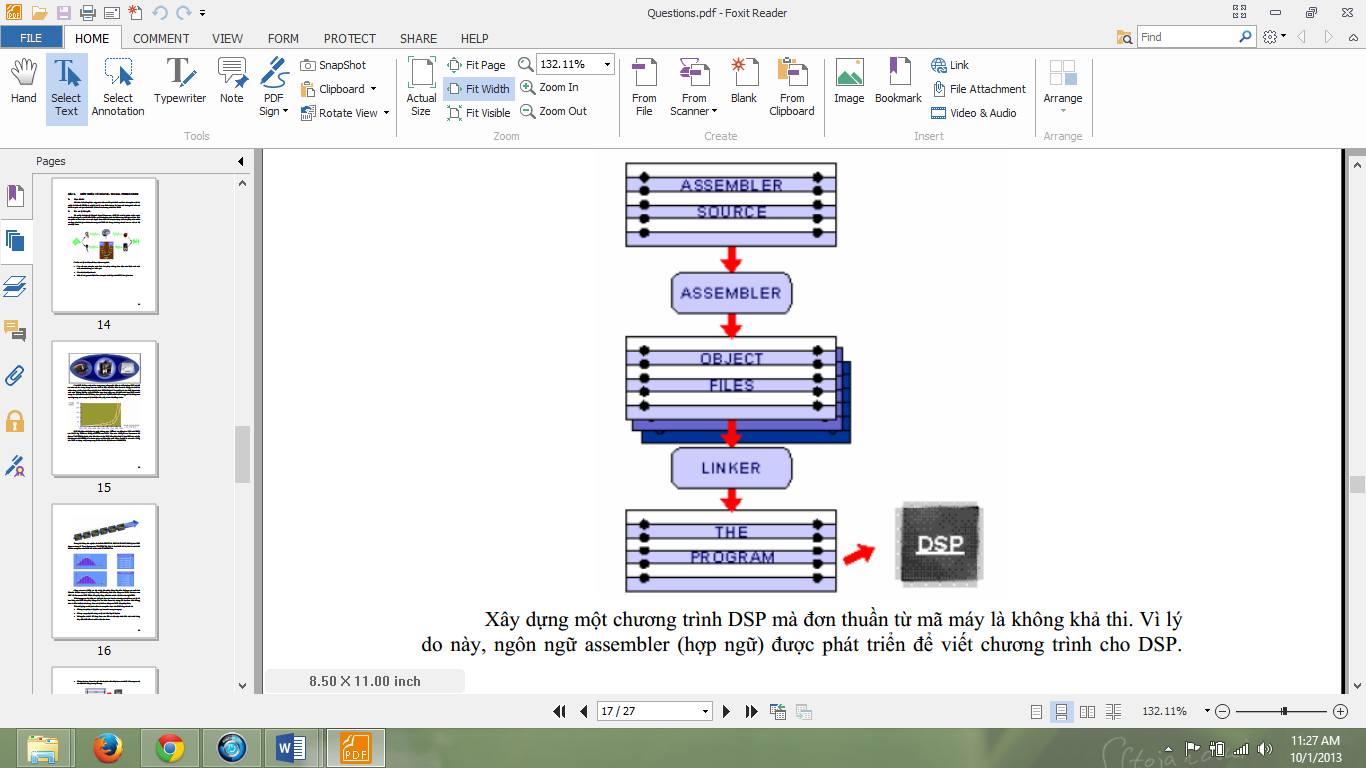 Questions.pdf - Foxit Reader
FILE HOME COMMENT VIEW FORM PROTECT SHARE HELP
Find
Hand
Select Text
Select Annotation
Typewriter
Note
PDF Sign
SnapShot
Clipboard
Rotate View
Tools
Actual Size
Fit Page
Fit Width
Fit Visible
132.11%
Zoom In
Zoom Out
Zoom
From File
From Scanner
Blank
From Clipboard
Create
Image
Bookmark
Link
File Attachment
Video & Audio
Insert
Arrange
Arrange
Pages
14
15
16
ASSEMBLER
SOURCE
ASSEMBLER
OBJECT
FILES
LINKER
THE
PROGRAM
DSP
Xây dựng một chương trình DSP mà đơn thuần từ mã máy là không khả thi. Vì lý
do này, ngôn ngữ assembler (hợp ngữ) được phát triển để viết chương trình cho DSP.
8.50 X 11.00 inch
17 / 27
132.11%
W
PDF
11:27 AM
10/1/2013